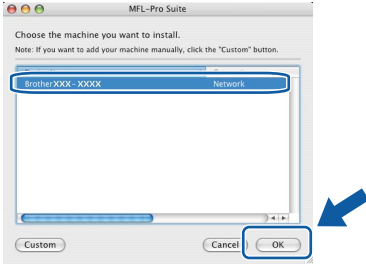 MFL-Pro Suite
Choose the machine you want to install.
Note: If you want to add your machine manually, click the "Custom" button.
BrotherXXX-XXXX Network
Custom Cancel OK